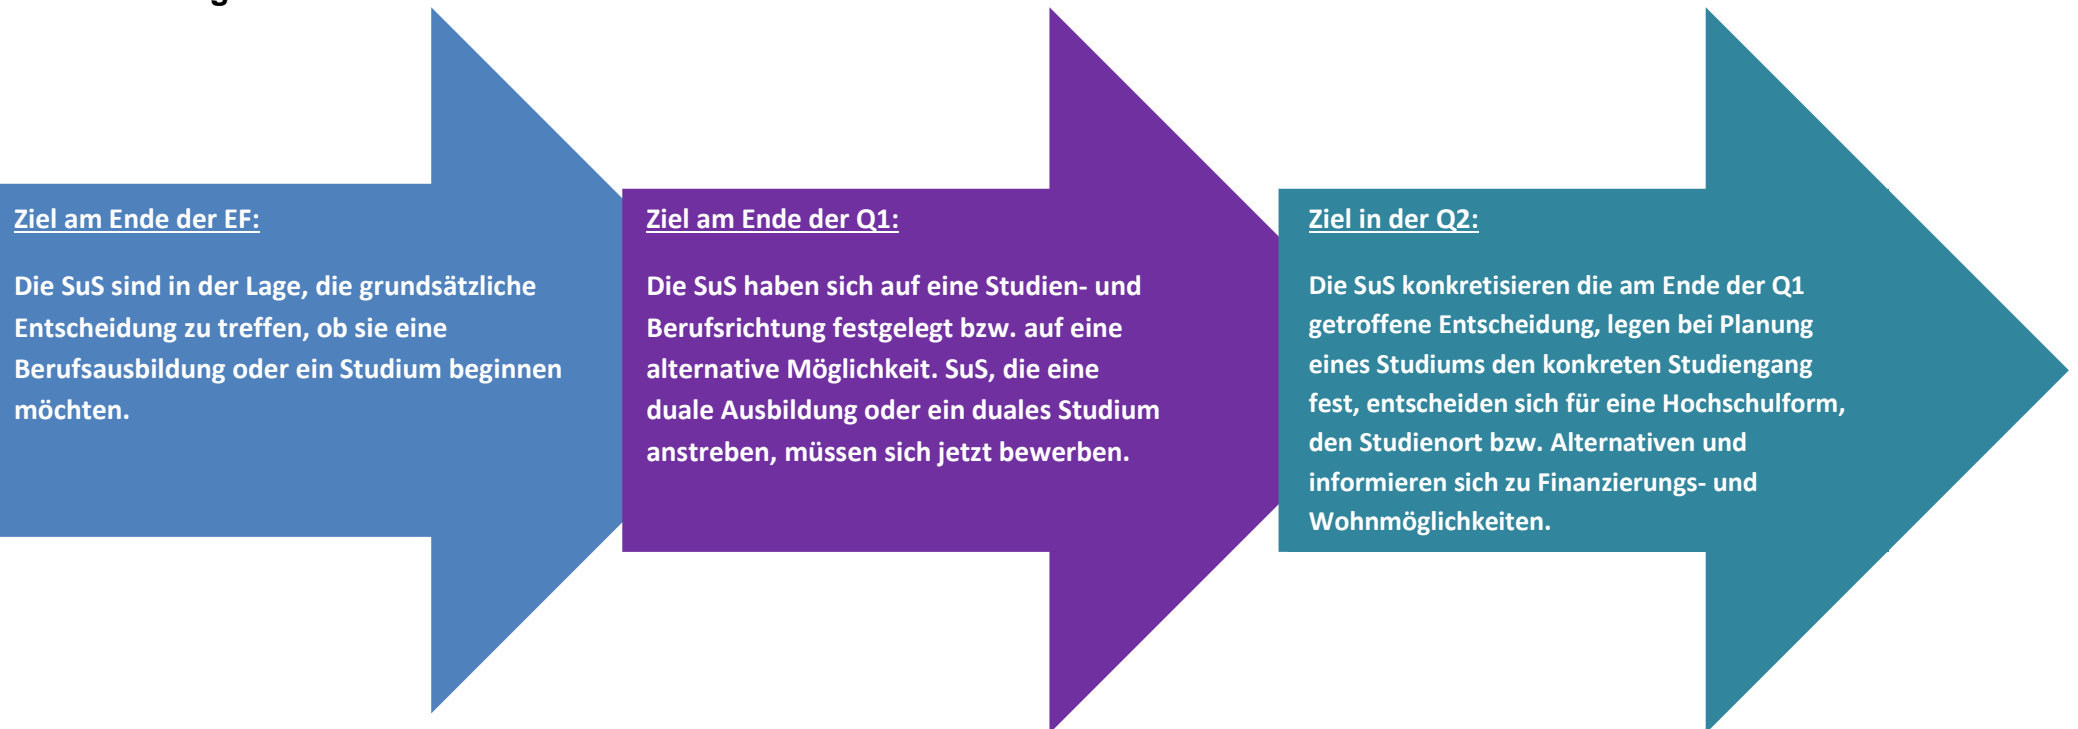 Ziel am Ende der EF:
Die SuS sind in der Lage, die grundsätzliche
Entscheidung zu treffen, ob sie eine
Berufsausbildung oder ein Studium beginnen
möchten.
Ziel am Ende der Q1:
Die SuS haben sich auf eine Studien- und
Berufsrichtung festgelegt bzw. auf eine
alternative Möglichkeit. SuS, die eine
duale Ausbildung oder ein duales Studium
anstreben, müssen sich jetzt bewerben.
Ziel in der Q2:
Die SuS konkretisieren die am Ende der Q1
getroffene Entscheidung, legen bei Planung
eines Studiums den konkreten Studiengang
fest, entscheiden sich für eine Hochschulform,
den Studienort bzw. Alternativen und
informieren sich zu Finanzierungs- und
Wohnmöglichkeiten.